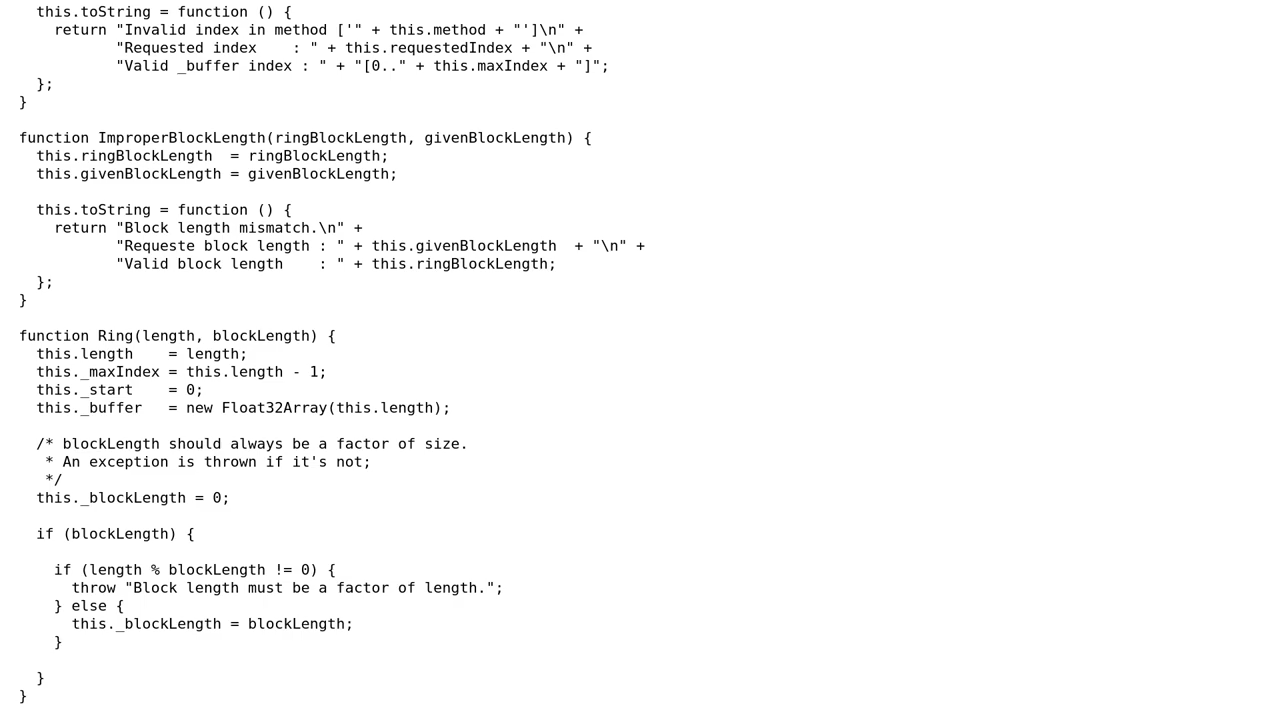 this.toString = function () {
    return "Invalid index in method ['" + this.method + "']\n" +
           "Requested index    : " + this.requestedIndex + "\n" +
           "Valid _buffer index : " + "[0.." + this.maxIndex + "]";
  };
}

function ImproperBlockLength(ringBlockLength, givenBlockLength) {
  this.ringBlockLength  = ringBlockLength;
  this.givenBlockLength = givenBlockLength;

  this.toString = function () {
    return "Block length mismatch.\n" +
           "Requeste block length : " + this.givenBlockLength  + "\n" +
           "Valid block length    : " + this.ringBlockLength;
  };
}

function Ring(length, blockLength) {
  this.length    = length;
  this._maxIndex = this.length - 1;
  this._start    = 0;
  this._buffer   = new Float32Array(this.length);

  /* blockLength should always be a factor of size.
   * An exception is thrown if it's not;
   */
  this._blockLength = 0;

  if (blockLength) {

    if (length % blockLength != 0) {
      throw "Block length must be a factor of length.";
    } else {
      this._blockLength = blockLength;
    }

  }
}